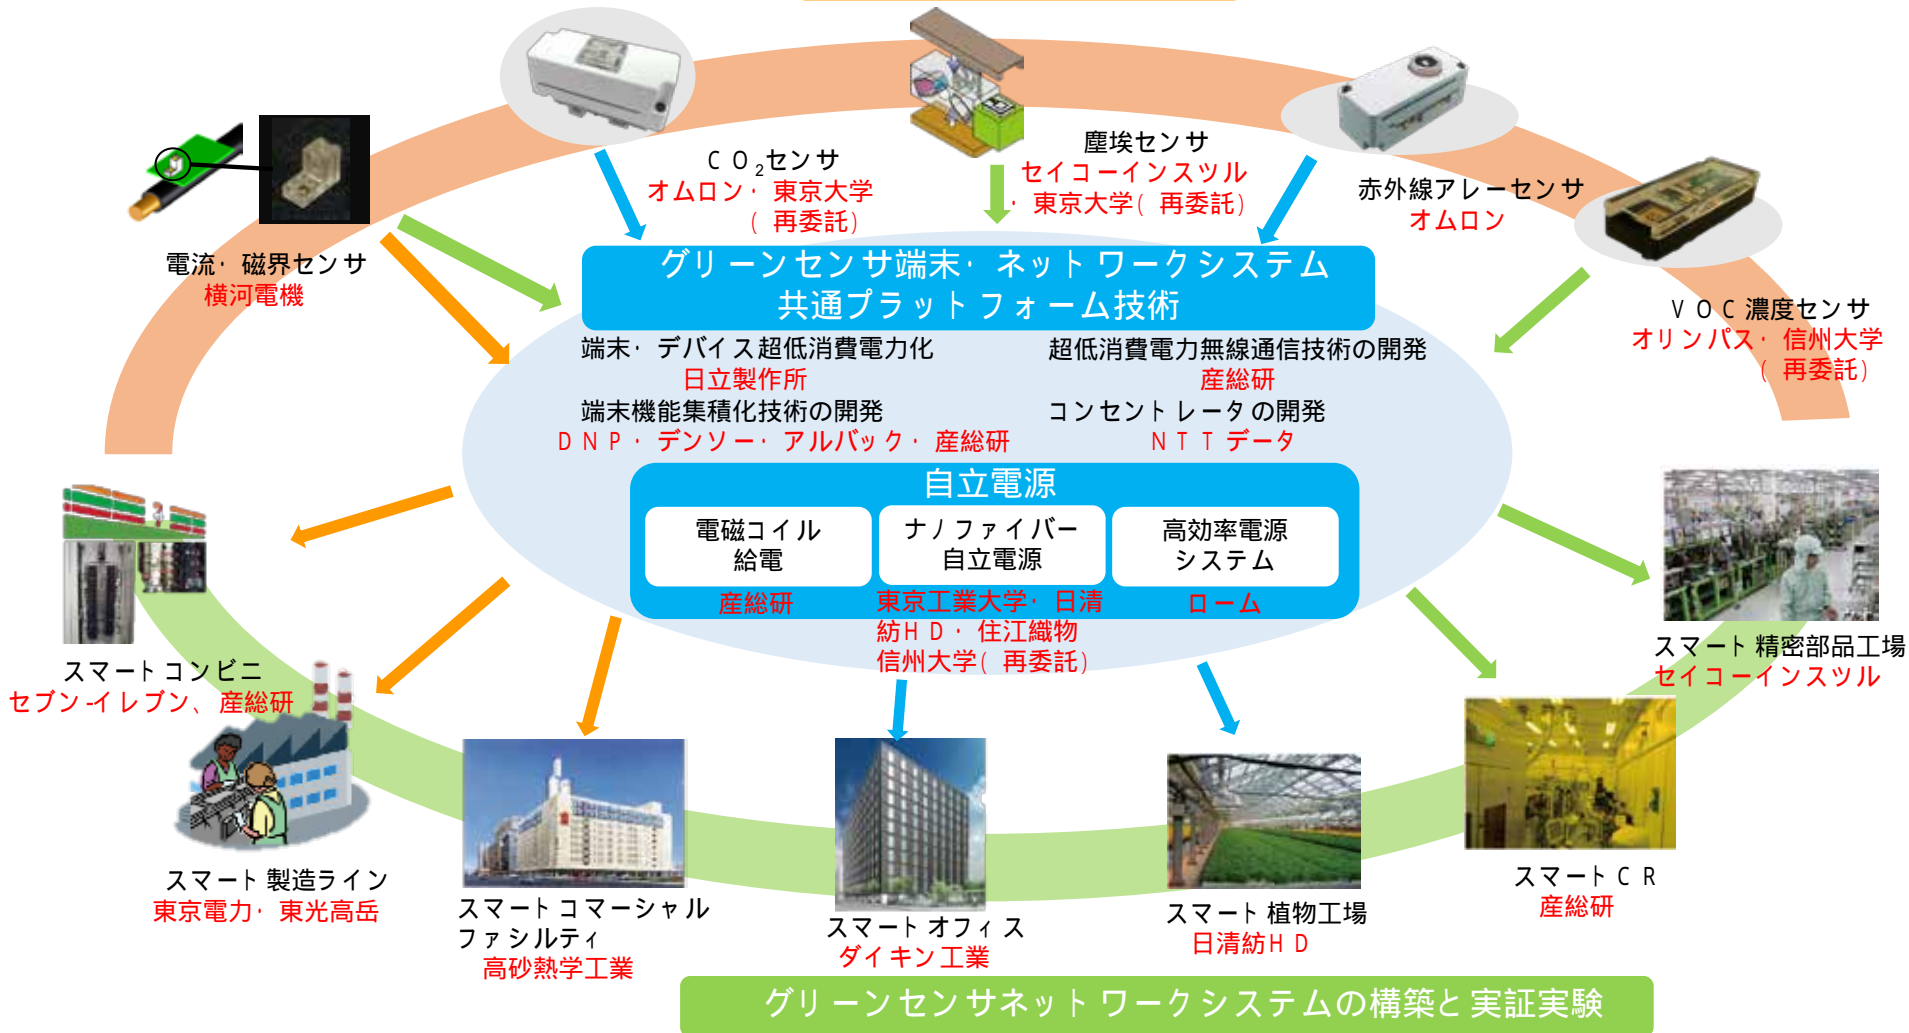 CO₂センサ
オムロン・東京大学
(再委託)
塵埃センサ
セイコーインスツル
・東京大学(再委託)
赤外線アレーセンサ
オムロン
電流・磁界センサ
横河電機
VOC濃度センサ
オリンパス・信州大学
(再委託)
グリーンセンサ端末・ネットワークシステム
共通プラットフォーム技術
端末・デバイス超低消費電力化
日立製作所
超低消費電力無線通信技術の開発
産総研
端末機能集積化技術の開発
DNP・デンソー・アルバック・産総研
コンセントレータの開発
NTTデータ
自立電源
電磁コイル
給電
産総研
ナノファイバー
自立電源
東京工業大学・日清
紡HD・住江織物
信州大学(再委託)
高効率電源
システム
ローム
スマートコンビニ
セブン-イレブン、産総研
スマート製造ライン
東京電力・東光高岳
スマートコマーシャル
ファシルティ
高砂熱学工業
スマートオフィス
ダイキン工業
スマート植物工場
日清紡HD
スマートCR
産総研
スマート精密部品工場
セイコーインスツル
グリーンセンサネットワークシステムの構築と実証実験